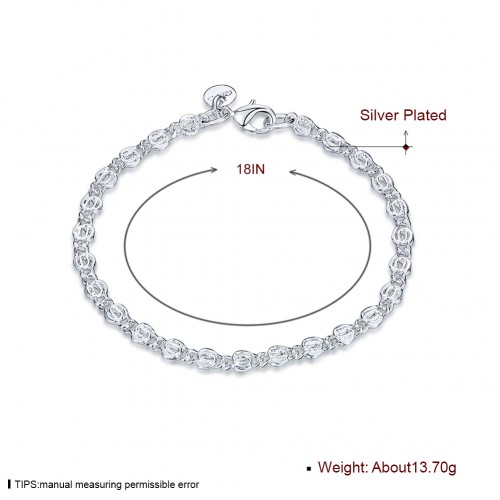 Silver Plated
18IN
Weight: About13.70g
TIPS:manual measuring permissible error